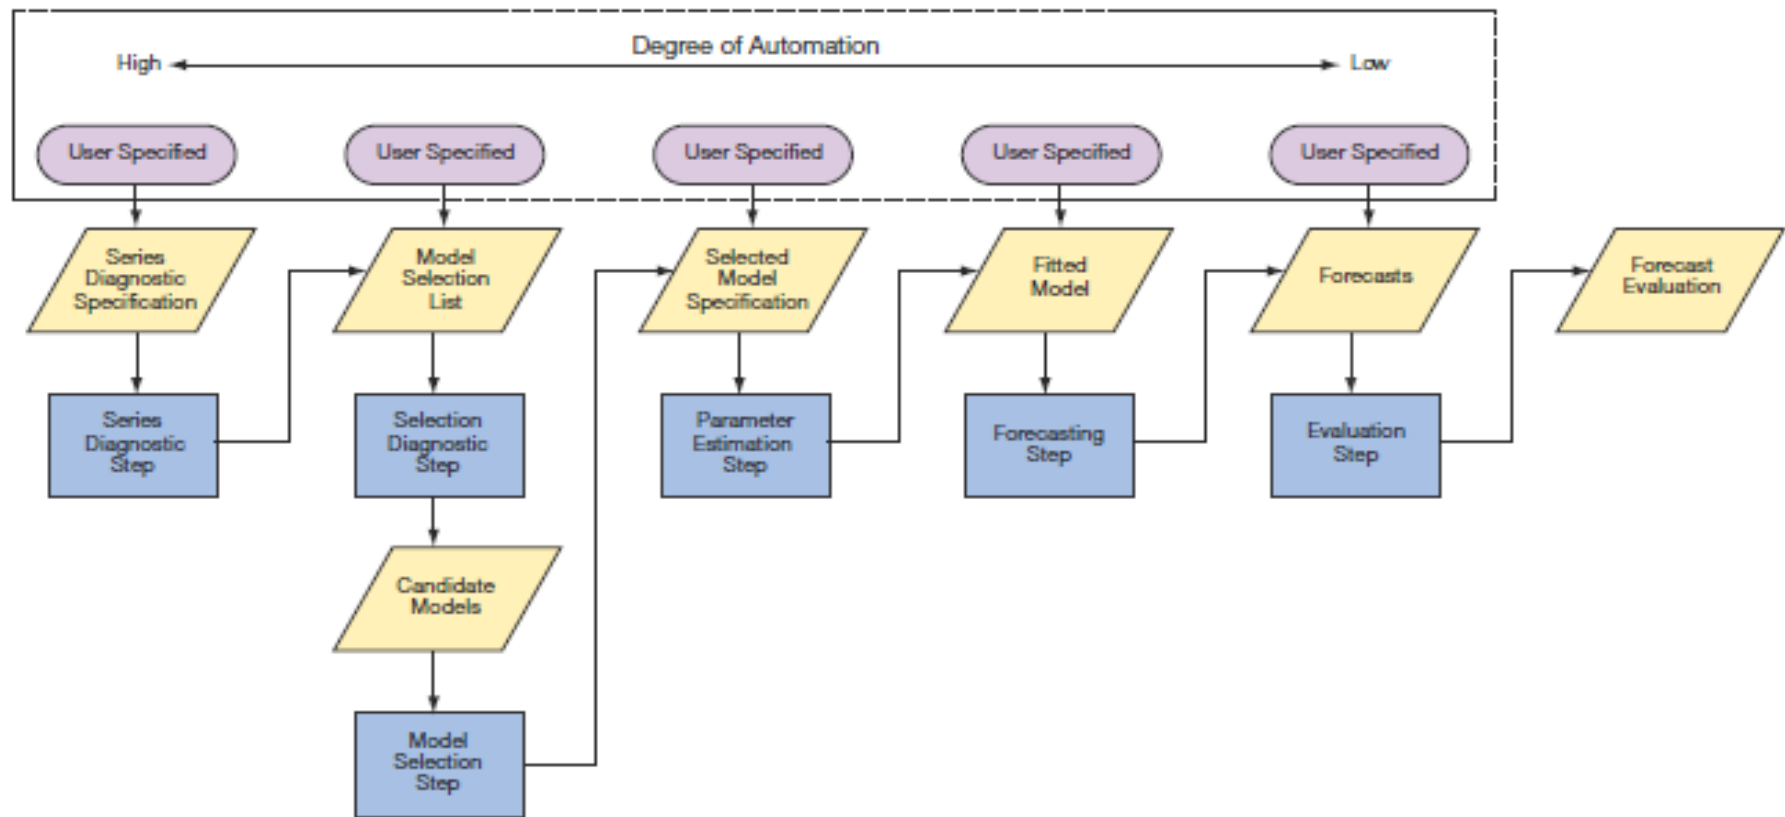 Degree of Automation
High
Low
User Specified
User Specified
User Specified
User Specified
User Specified
Series
Diagnostic
Specification
Model
Selection
List
Selected
Model
Specification
Fitted
Model
Forecasts
Forecast
Evaluation
Series
Diagnostic
Step
Selection
Diagnostic
Step
Parameter
Estimation
Step
Forecasting
Step
Evaluation
Step
Candidate
Models
Model
Selection
Step